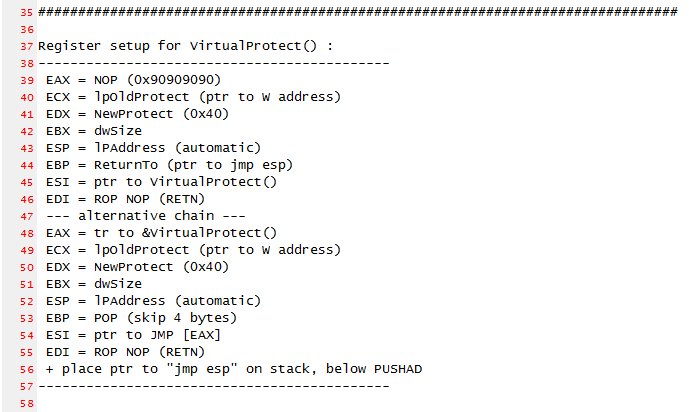 35 ################################################################################
36
37 Register setup for VirtualProtect() :
38 -------------------------------------------
39 EAX = NOP (0x90909090)
40 ECX = lpOldProtect (ptr to W address)
41 EDX = NewProtect (0x40)
42 EBX = dwSize
43 ESP = lPAddress (automatic)
44 EBP = ReturnTo (ptr to jmp esp)
45 ESI = ptr to VirtualProtect()
46 EDI = ROP NOP (RETN)
47 --- alternative chain ---
48 EAX = tr to &VirtualProtect()
49 ECX = lpOldProtect (ptr to W address)
50 EDX = NewProtect (0x40)
51 EBX = dwSize
52 ESP = lPAddress (automatic)
53 EBP = POP (skip 4 bytes)
54 ESI = ptr to JMP [EAX]
55 EDI = ROP NOP (RETN)
56 + place ptr to "jmp esp" on stack, below PUSHAD
57 -------------------------------------------
58